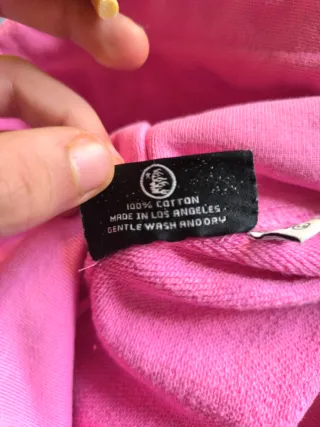 100% COTTON
MADE IN LOS ANGELES
GENTLE WASH AND DRY